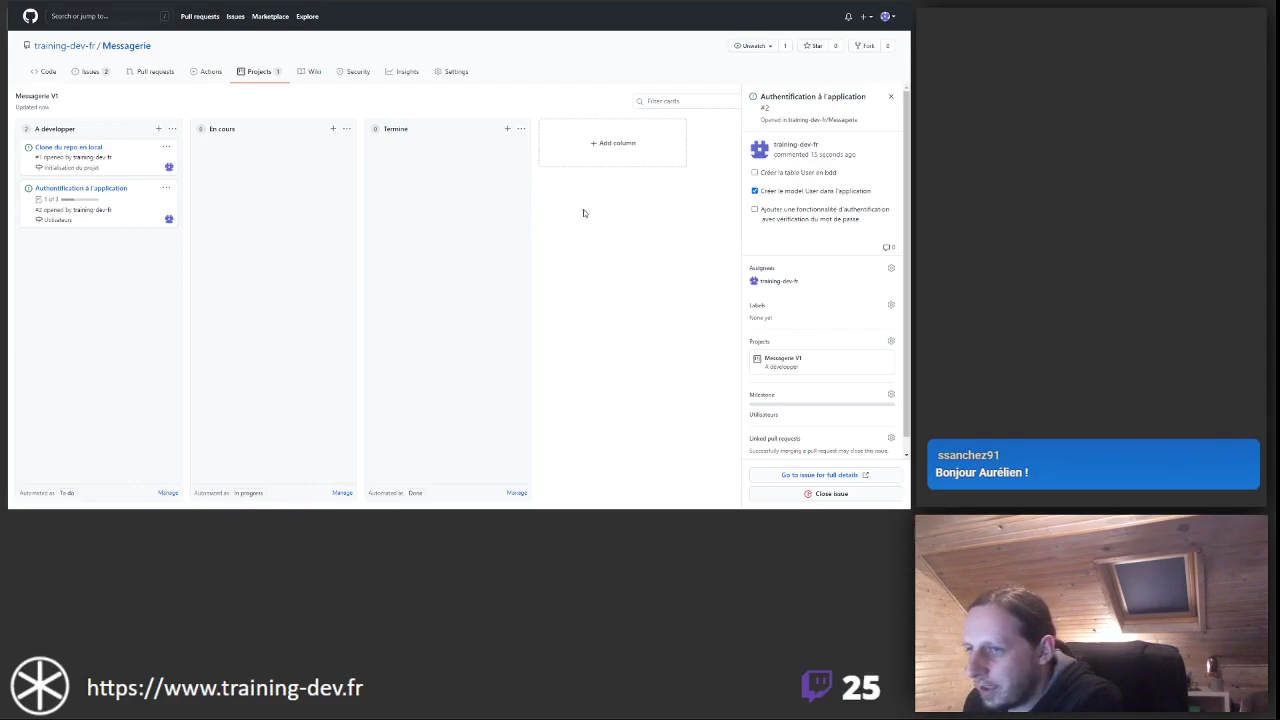 Search or jump to...
/
Pull requests
Issues
Marketplace
Explore
training-dev-fr / Messagerie
Unwatch
1
Star
0
Fork
0
Code
Issues 2
Pull requests
Actions
Projects 1
Wiki
Security
Insights
Settings
Messagerie V1
Updated now
Filter cards
2 A développer
Clone du repo en local
#1 opened by training-dev-fr
Initialisation du projet
Authentification à l'application
1 of 3
#2 opened by training-dev-fr
Utilisateurs
Automated as To do
Manage
0 En cours
Automated as In progress
Manage
0 Terminé
Automated as Done
Manage
+ Add column
Authentification à l'application
#2
Opened in training-dev-fr/Messagerie
training-dev-fr
commented 15 seconds ago
Créer la table User en bdd
Créer le model User dans l'application
Ajouter une fonctionnalité d'authentification
avec vérification du mot de passe
0
Assignees
training-dev-fr
Labels
None yet
Projects
Messagerie V1
A développer
Milestone
Utilisateurs
Linked pull requests
Successfully merging a pull request may close this issue.
Go to issue for full details
Close issue
ssanchez91
Bonjour Aurélien !
https://www.training-dev.fr
25